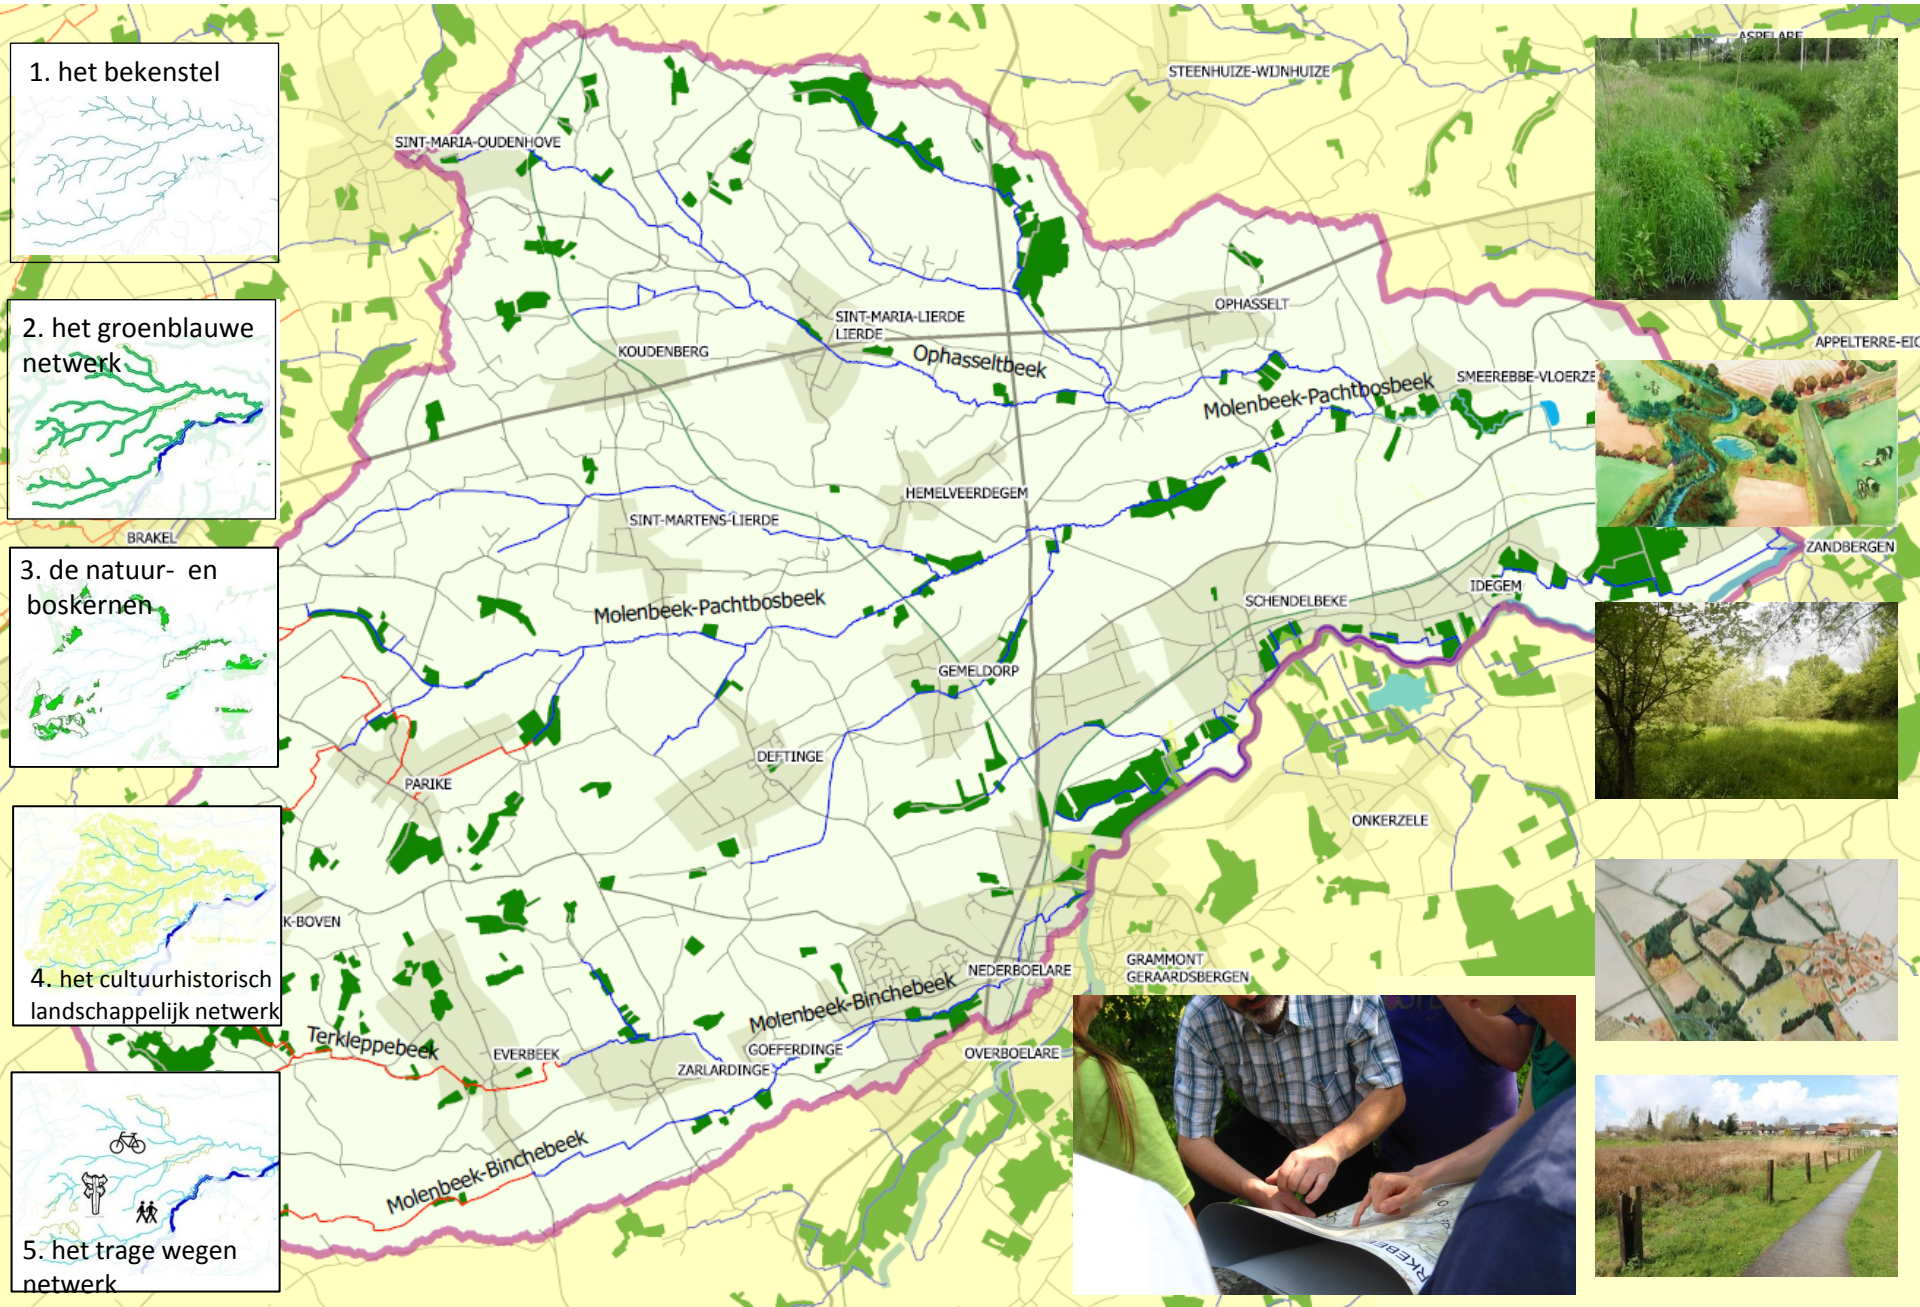 1. het bekenstel
2. het groenblauwe
netwerk
3. de natuur- en
boskernen
4. het cultuurhistorisch
landschappelijk netwerk
5. het trage wegen
netwerk
ASPELARE
STEENHUIZE-WIJNHUIZE
SINT-MARIA-OUDENHOVE
OPHASSELT
SINT-MARIA-LIERDE
LIERDE
KOUDENBERG
Ophasseltbeek
APPELTERRE-EIC
SMEEREBBE-VLOERZE
Molenbeek-Pachtbosbeek
HEMELVEERDEGEM
SINT-MARTENS-LIERDE
BRAKEL
ZANDBERGEN
IDEGEM
SCHENDELBEKE
Molenbeek-Pachtbosbeek
GEMELDORP
DEFTINGE
PARIKE
ONKERZELE
K-BOVEN
GRAMMONT
GERAARDSBERGEN
NEDERBOELARE
Molenbeek-Binchebeek
Terkleppebeek
EVERBEEK
GOEFERDINGE
OVERBOELARE
ZARLARDINGE
Molenbeek-Binchebeek
RKEBE